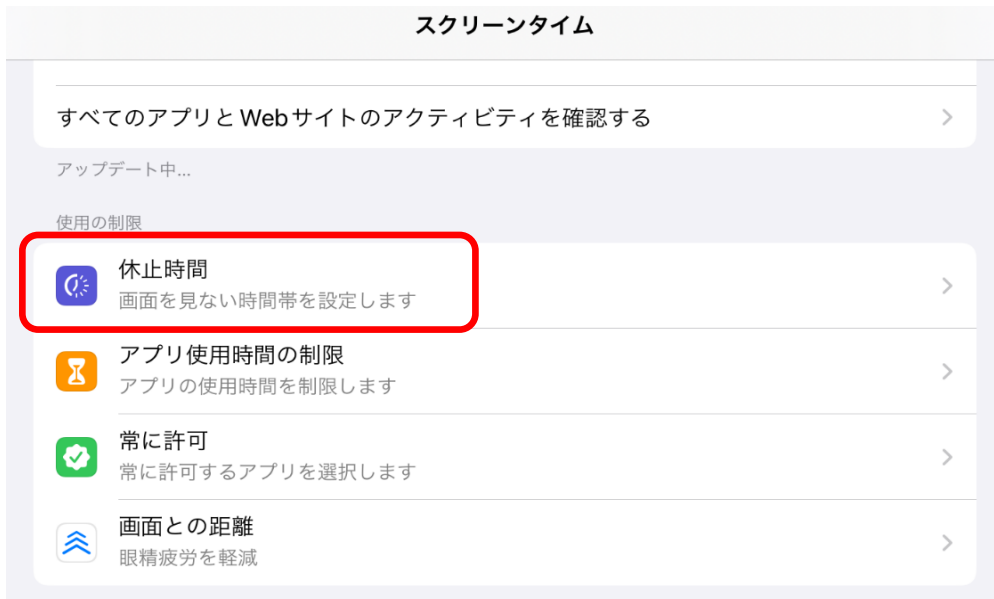 スクリーンタイム
すべてのアプリとWebサイトのアクティビティを確認する
アップデート中...
使用の制限
休止時間
画面を見ない時間帯を設定します
アプリ使用時間の制限
アプリの使用時間を制限します
常に許可
常に許可するアプリを選択します
画面との距離
眼精疲労を軽減